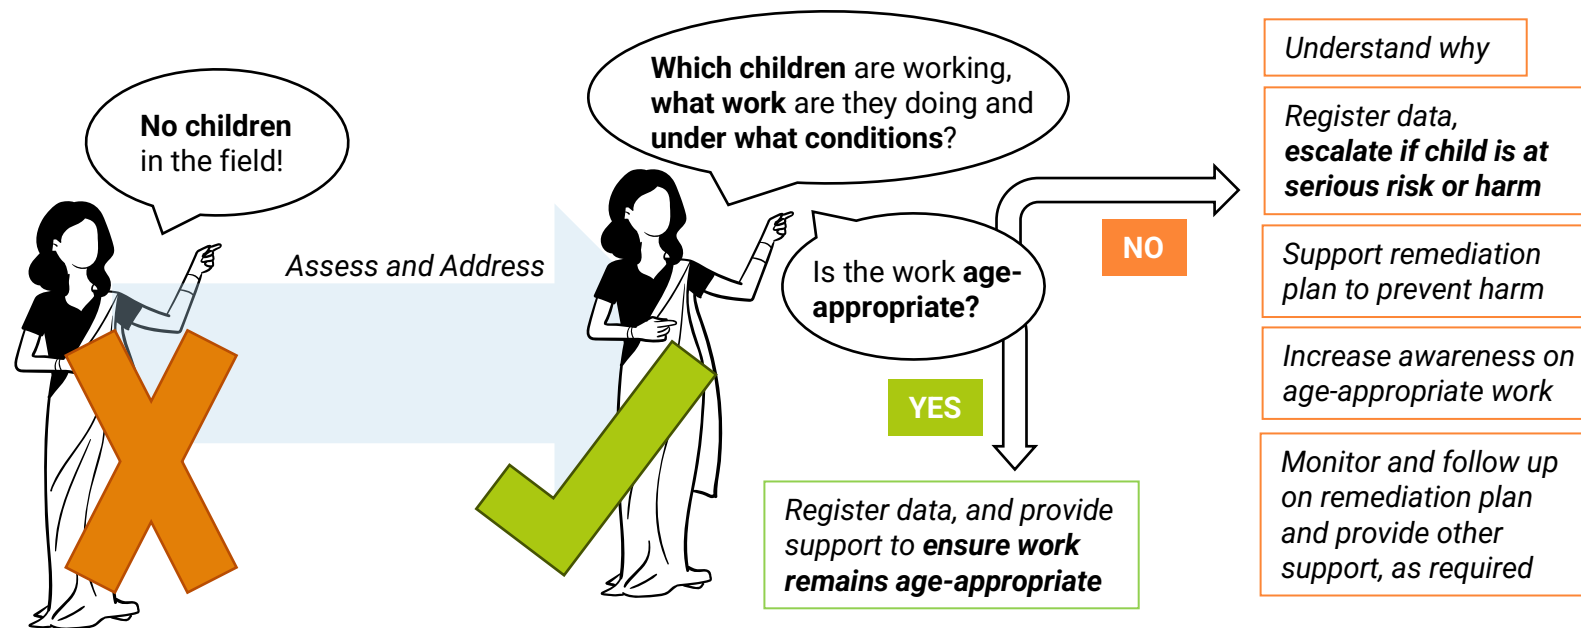 No children
in the field!
Assess and Address
Which children are working,
what work are they doing and
under what conditions?
Is the work age-
appropriate?
YES
Register data, and provide
support to ensure work
remains age-appropriate
NO
Understand why
Register data,
escalate if child is at
serious risk or harm
Support remediation
plan to prevent harm
Increase awareness on
age-appropriate work
Monitor and follow up
on remediation plan
and provide other
support, as required